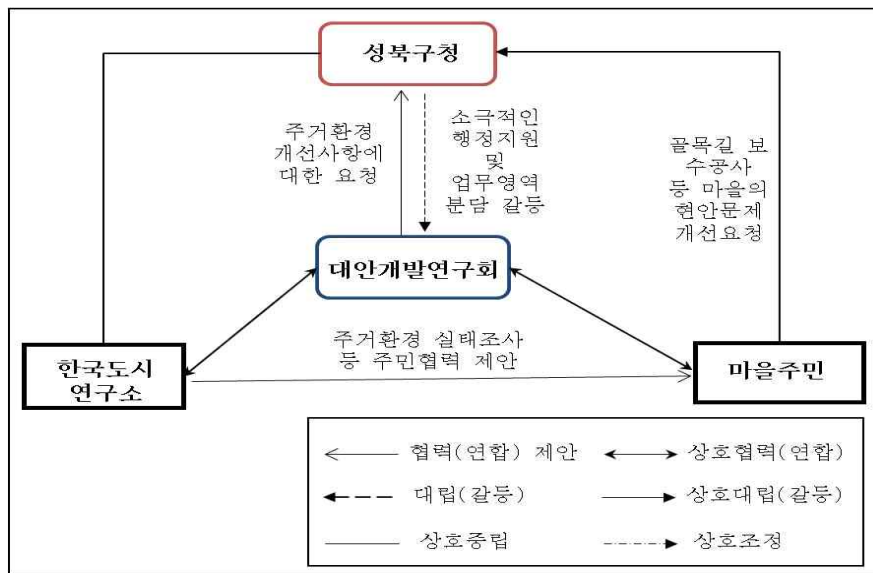 성북구청
주거환경
개선사항에
대한 요청
소극적인
행정지원
및
업무영역
분담 갈등
골목길 보
수공사
등 마을의
현안문제
개선요청
대안개발연구회
주거환경 실태조사
등 주민협력 제안
한국도시
연구소
마을주민
협력(연합) 제안
상호협력(연합)
대립(갈등)
상호대립(갈등)
상호중립
상호조정